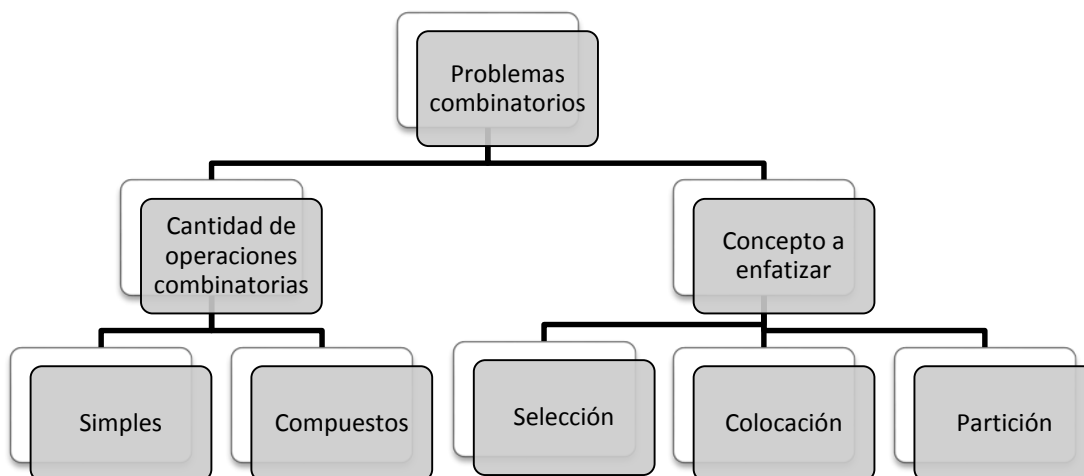 Problemas
combinatorios
Cantidad de
operaciones
combinatorias
Concepto a
enfatizar
Simples
Compuestos
Selección
Colocación
Partición